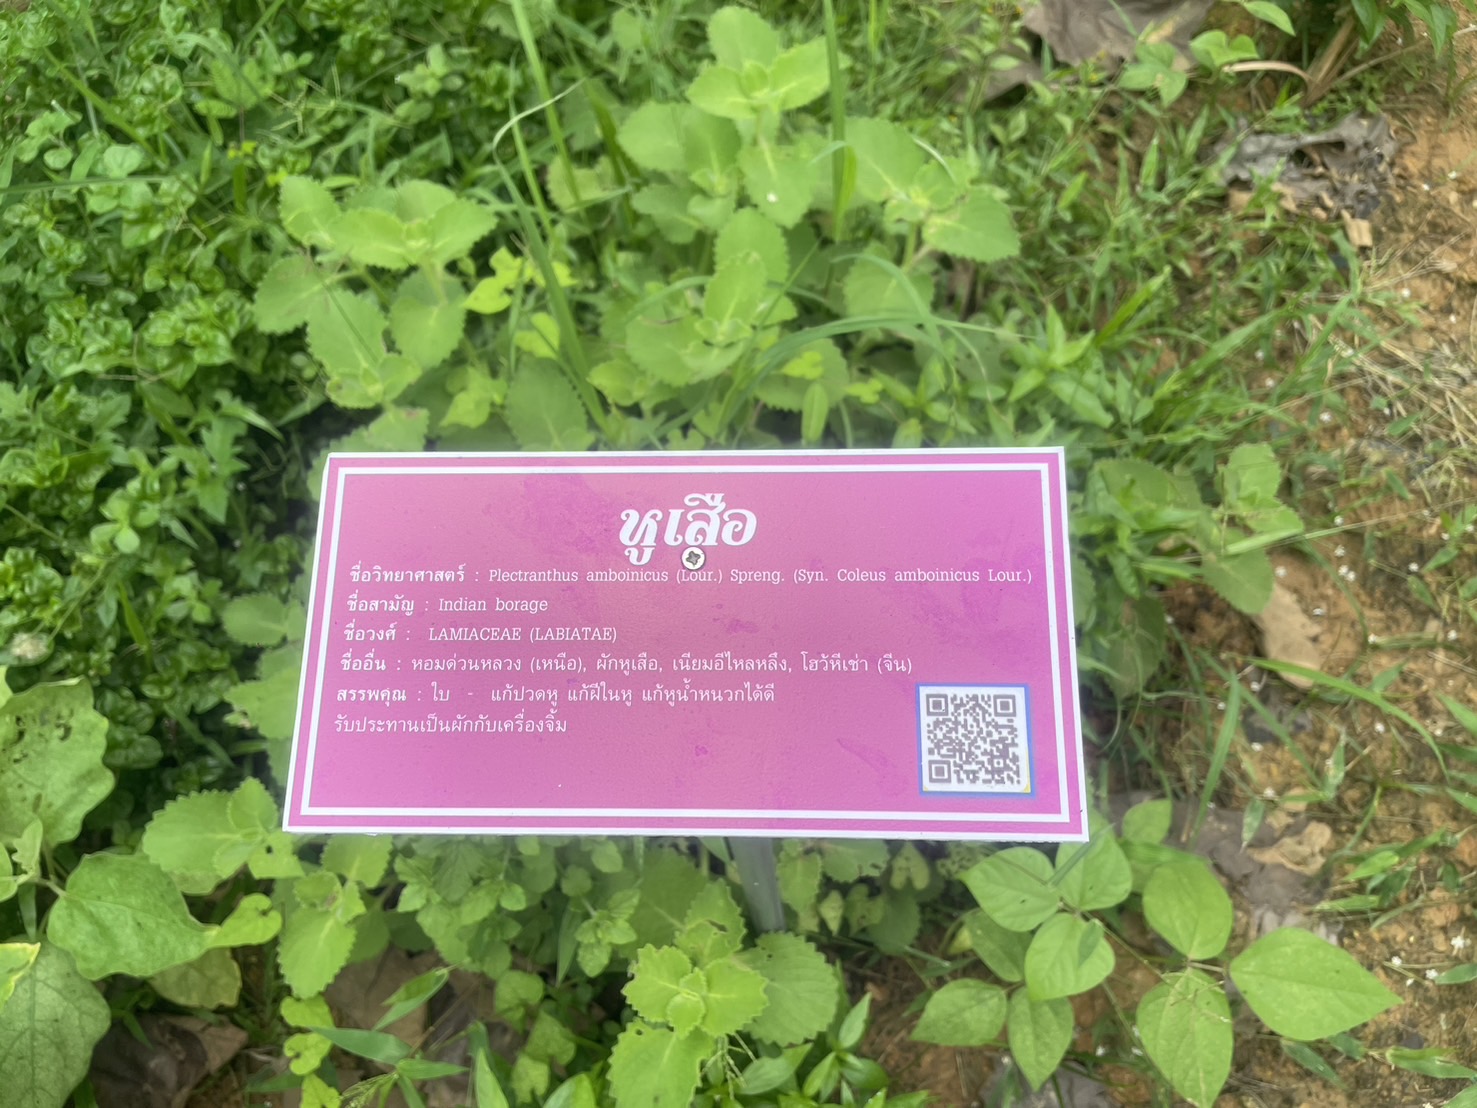 หูเสือ
ชื่อวิทยาศาสตร์ : Plectranthus amboinicus (Lour.) Spreng. (Syn. Coleus amboinicus Lour.)
ชื่อสามัญ : Indian borage
ชื่อวงศ์ : LAMIACEAE (LABIATAE)
ชื่ออื่น : หอมด่วนหลวง (เหนือ), ผักหูเสือ, เนียมอีไหลหลึง, โฮว้หีเช่า (จีน)
สรรพคุณ : ใบ - แก้ปวดหู แก้ฝีในหู แก้หูน้ำหนวกได้ดี
รับประทานเป็นผักกับเครื่องจิ้ม